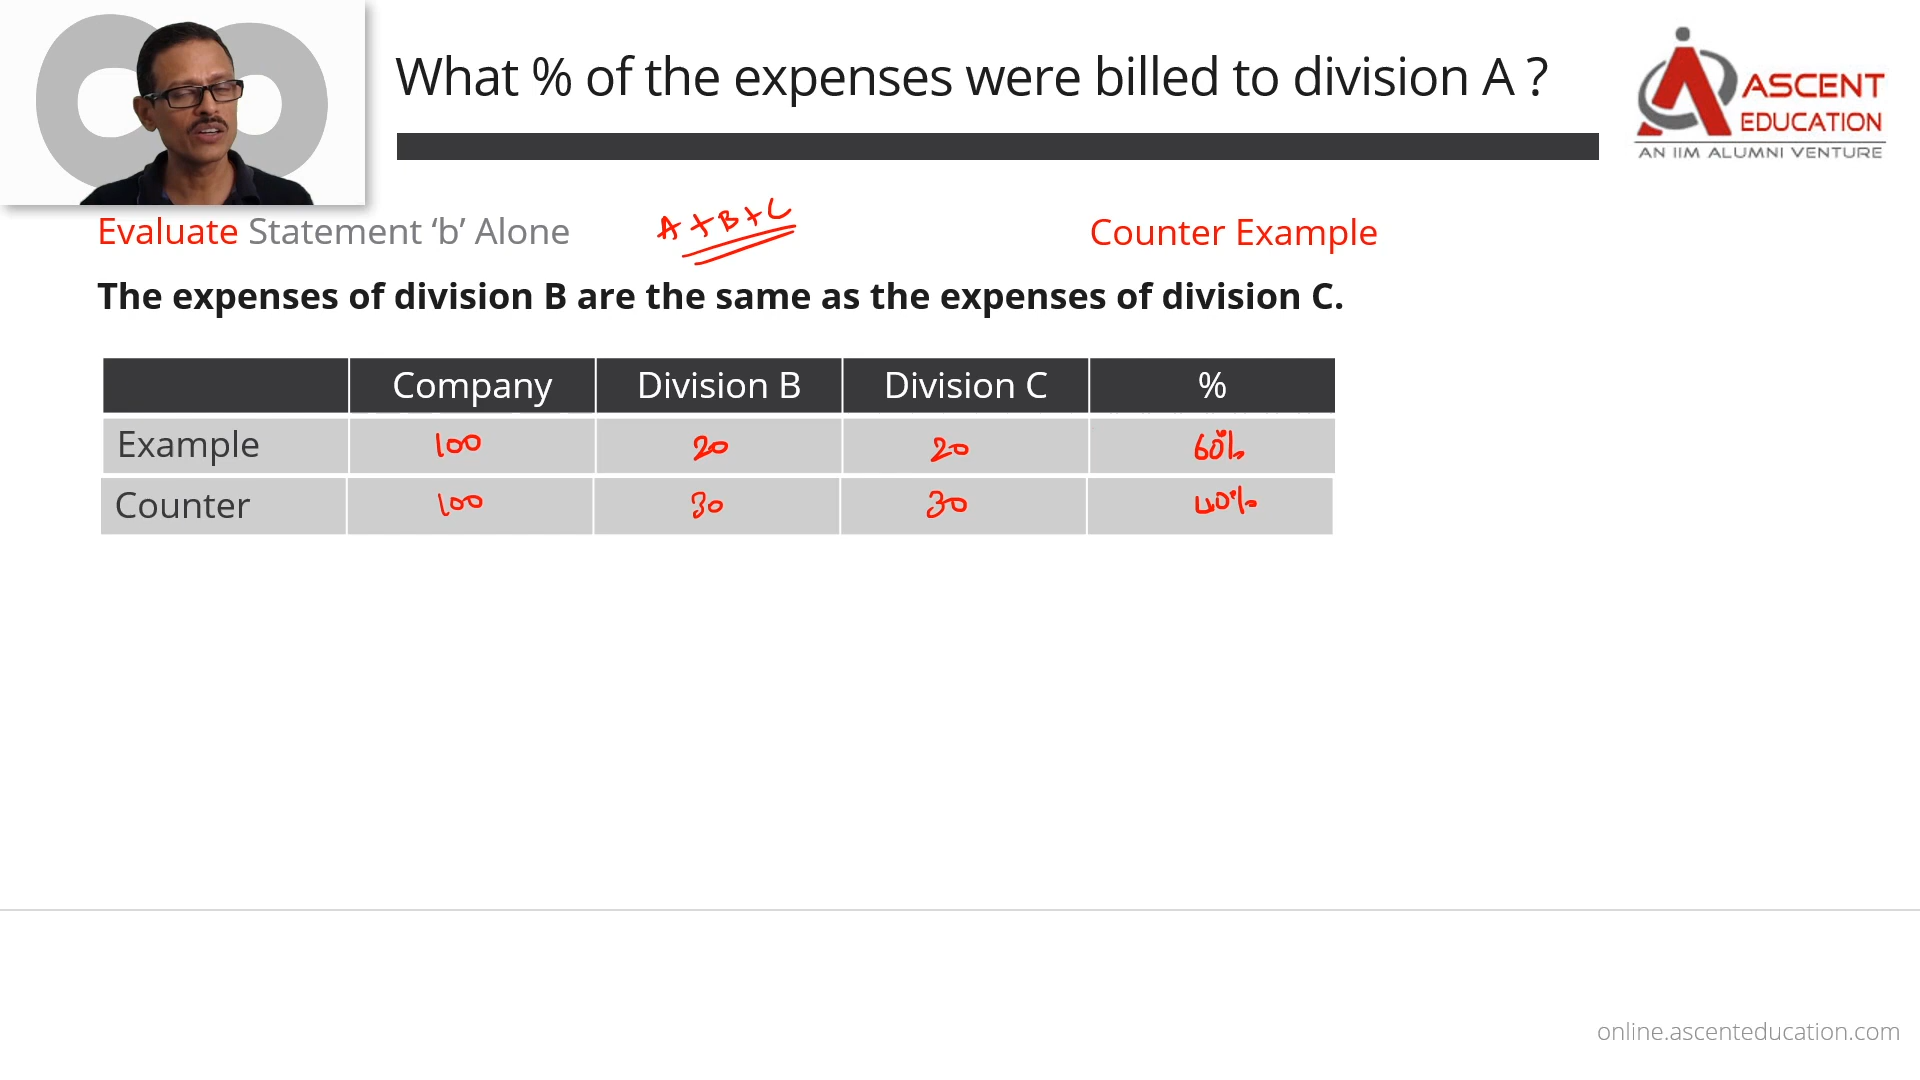 What % of the expenses were billed to division A ?
ASCENT
EDUCATION
AN IIM ALUMNI VENTURE
Evaluate Statement ‘b’ Alone
A + B + C
Counter Example
The expenses of division B are the same as the expenses of division C.
Company Division B Division C %
Example 100 20 20 60%
Counter 100 30 30 40%
online.ascenteducation.com